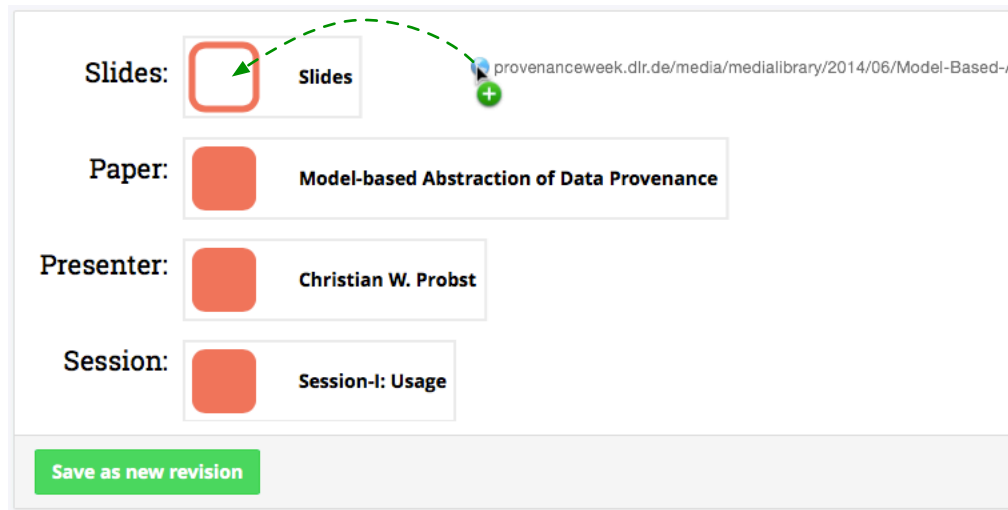 Slides:
Slides
provenanceweek.dlr.de/media/medialibrary/2014/06/Model-Based-
Paper:
Model-based Abstraction of Data Provenance
Presenter:
Christian W. Probst
Session:
Session-I: Usage
Save as new revision